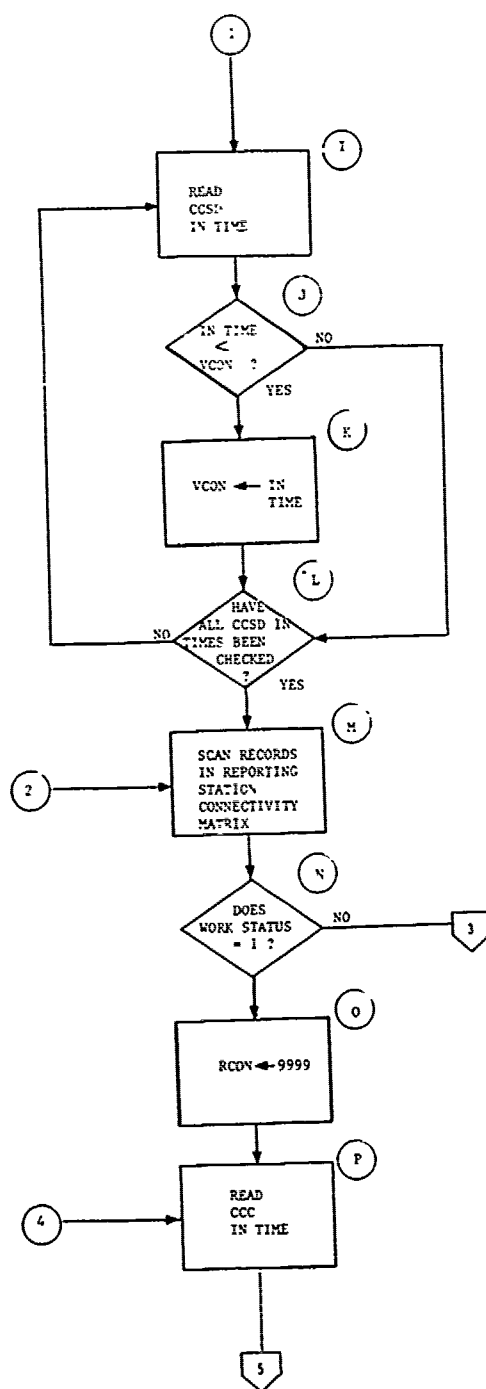 1
I
READ
CCSD
IN TIME
J
IN TIME
<
VCON ?
NO
YES
K
VCON ← IN
TIME
L
HAVE
ALL CCSD IN
TIMES BEEN
CHECKED
?
NO
YES
M
SCAN RECORDS
IN REPORTING
STATION
CONNECTIVITY
MATRIX
2
N
DOES
WORK STATUS
= 1 ?
NO
3
O
RCON ← 9999
P
READ
CCC
IN TIME
4
5